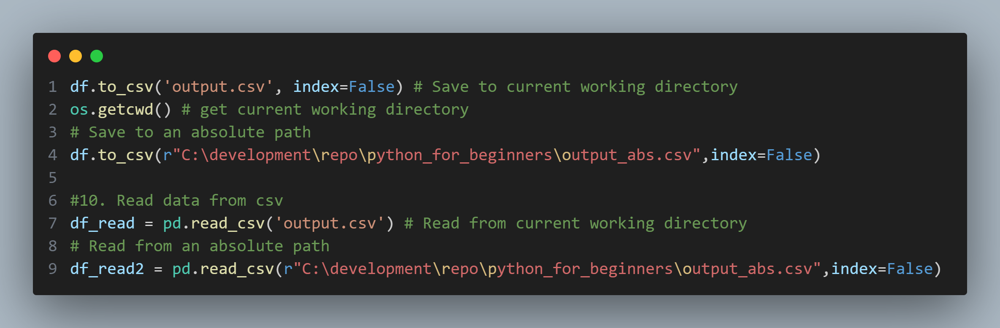 1 df.to_csv('output.csv', index=False) # Save to current working directory
2 os.getcwd() # get current working directory
3 # Save to an absolute path
4 df.to_csv(r"C:\development\repo\python_for_beginners\output_abs.csv",index=False)
5
6 #10. Read data from csv
7 df_read = pd.read_csv('output.csv') # Read from current working directory
8 # Read from an absolute path
9 df_read2 = pd.read_csv(r"C:\development\repo\python_for_beginners\output_abs.csv",index=False)